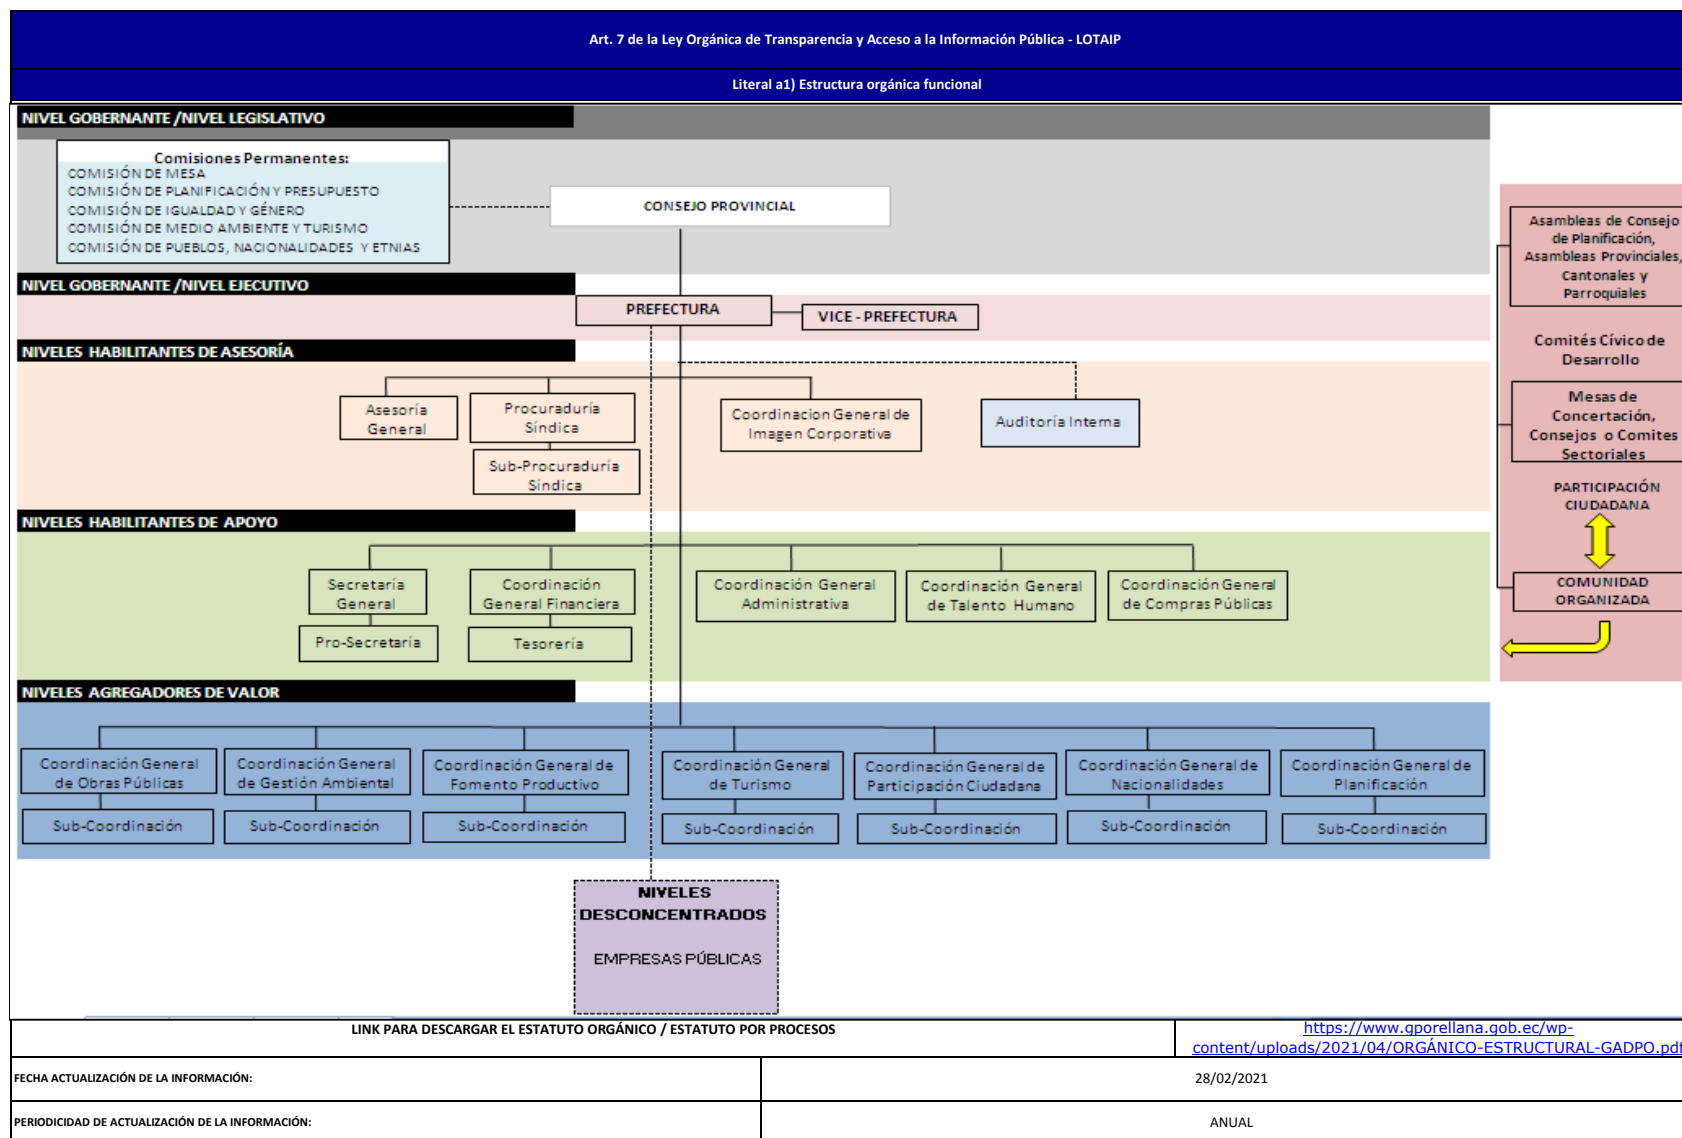 Art. 7 de la Ley Orgánica de Transparencia y Acceso a la Información Pública - LOTAIP
Literal a1) Estructura orgánica funcional
NIVEL GOBERNANTE /NIVEL LEGISLATIVO
Comisiones Permanentes:
COMISIÓN DE MESA
COMISIÓN DE PLANIFICACIÓN Y PRESUPUESTO
COMISIÓN DE IGUALDAD Y GÉNERO
COMISIÓN DE MEDIO AMBIENTE Y TURISMO
COMISIÓN DE PUEBLOS, NACIONALIDADES Y ETNIAS
CONSEJO PROVINCIAL
NIVEL GOBERNANTE /NIVEL EJECUTIVO
PREFECTURA
VICE - PREFECTURA
NIVELES HABILITANTES DE ASESORÍA
Asesoría
General
Procuraduría
Síndica
Sub-Procuraduría
Síndica
Coordinacion General de
Imagen Corporativa
Auditoría Interna
NIVELES HABILITANTES DE APOYO
Secretaría
General
Pro-Secretaría
Coordinación
General Financiera
Tesorería
Coordinación General
Administrativa
Coordinación General
de Talento Humano
Coordinación General
de Compras Públicas
NIVELES AGREGADORES DE VALOR
Coordinación General
de Obras Públicas
Sub-Coordinación
Coordinación General
de Gestión Ambiental
Sub-Coordinación
Coordinación General de
Fomento Productivo
Sub-Coordinación
Coordinación General
de Turismo
Sub-Coordinación
Coordinación General de
Participación Ciudadana
Sub-Coordinación
Coordinación General de
Nacionalidades
Sub-Coordinación
Coordinación General de
Planificación
Sub-Coordinación
NIVELES
DESCONCENTRADOS
EMPRESAS PÚBLICAS
Asambleas de Consejo
de Planificación,
Asambleas Provinciales,
Cantonales y
Parroquiales
Comités Cívico de
Desarrollo
Mesas de
Concertación,
Consejos o Comites
Sectoriales
PARTICIPACIÓN
CIUDADANA
COMUNIDAD
ORGANIZADA
LINK PARA DESCARGAR EL ESTATUTO ORGÁNICO / ESTATUTO POR PROCESOS
https://www.gporellana.gob.ec/wp-
content/uploads/2021/04/ORGÁNICO-ESTRUCTURAL-GADPO.pdf
FECHA ACTUALIZACIÓN DE LA INFORMACIÓN:
28/02/2021
PERIODICIDAD DE ACTUALIZACIÓN DE LA INFORMACIÓN:
ANUAL